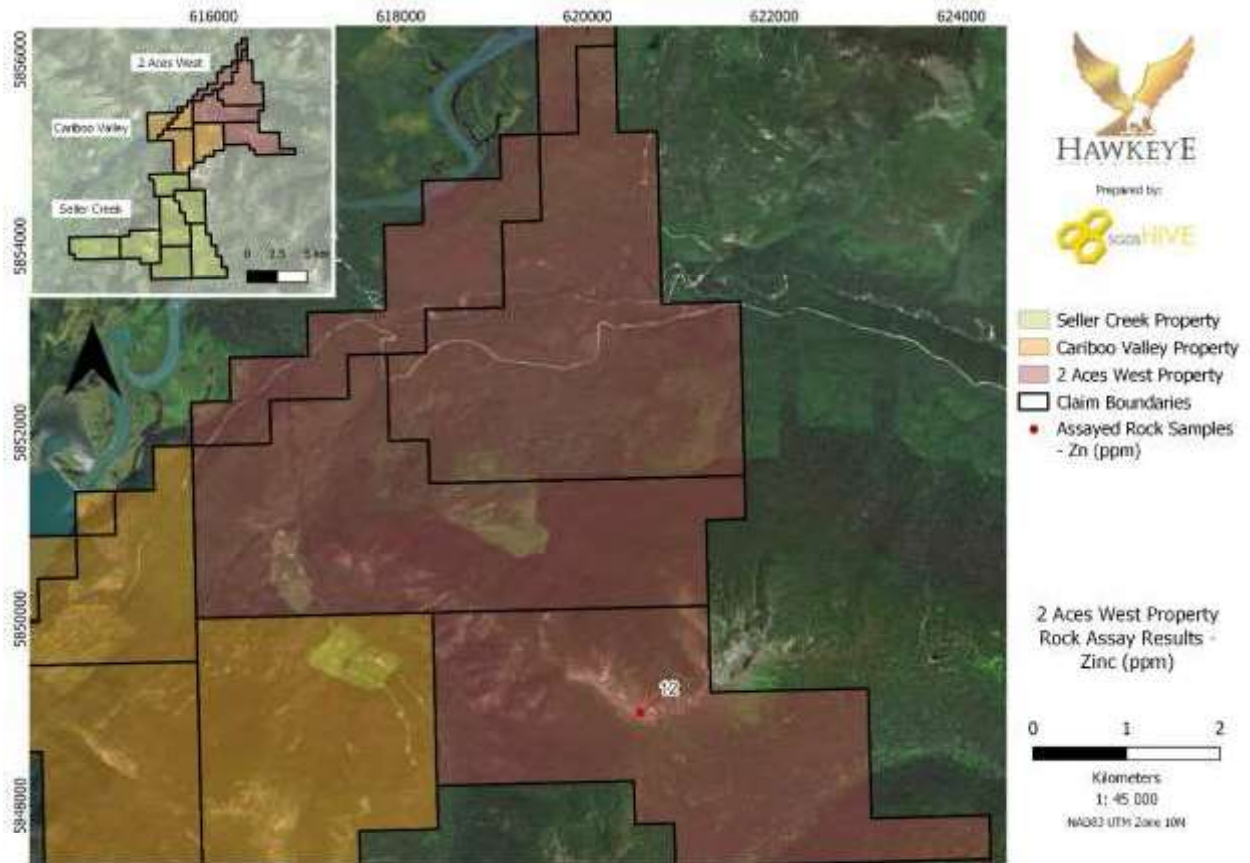 616000
618000
620000
622000
624000
5856000
5854000
5852000
5850000
5848000
2 Aces West
Cariboo Valley
Seller Creek
0 2.5 5 km
12
HAWKEYE
Prepared by:
HIVE
Seller Creek Property
Cariboo Valley Property
2 Aces West Property
Claim Boundaries
Assayed Rock Samples
- Zn (ppm)
2 Aces West Property
Rock Assay Results -
Zinc (ppm)
0 1 2
Kilometers
1: 45 000
NAD83 UTM Zone 10N